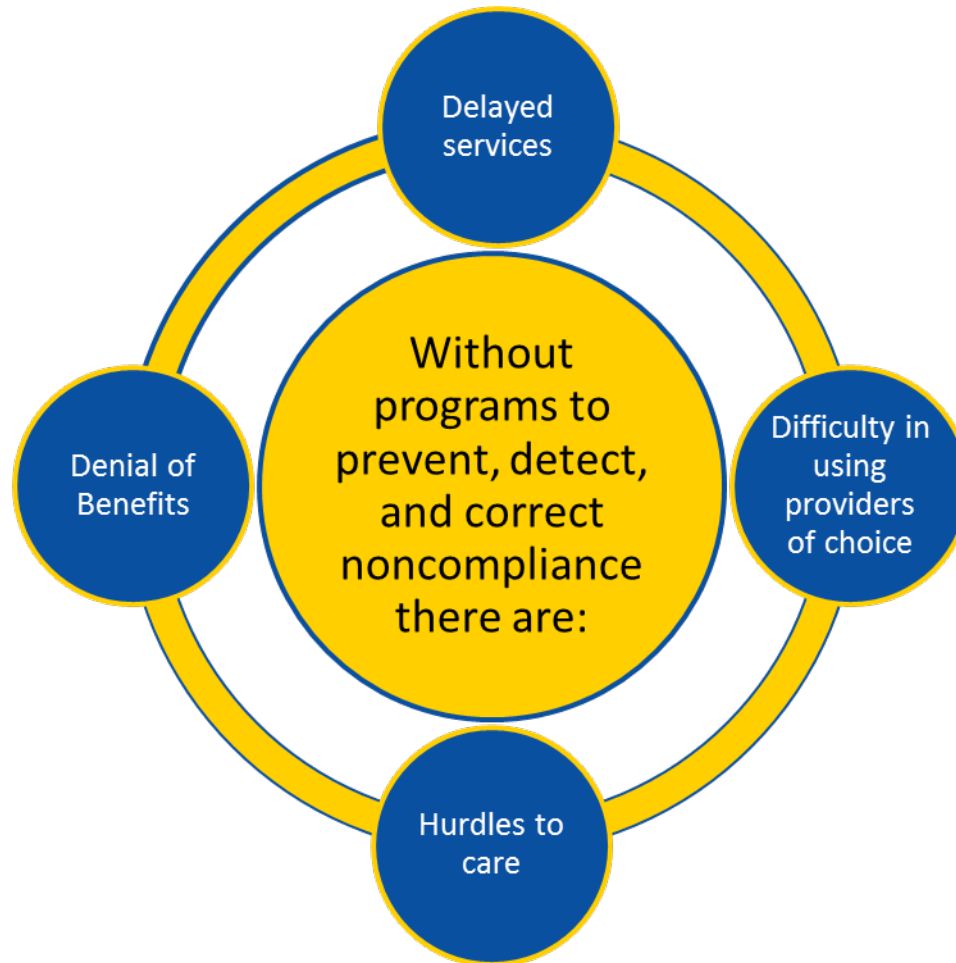 Delayed
services
Without
programs to
prevent, detect,
and correct
noncompliance
there are:
Denial of
Benefits
Difficulty in
using
providers
of choice
Hurdles to
care